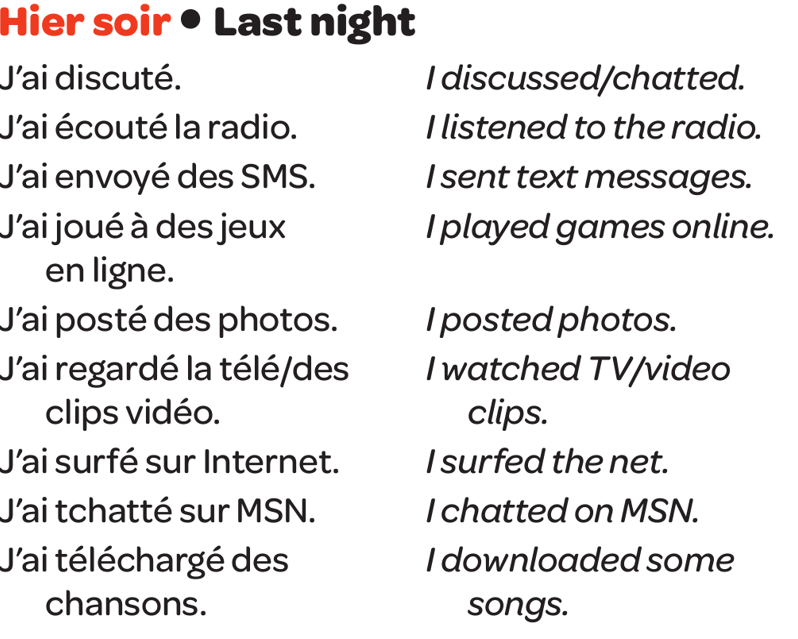 Hier soir • Last night
J'ai discuté. I discussed/chatted.
J'ai écouté la radio. I listened to the radio.
J'ai envoyé des SMS. I sent text messages.
J'ai joué à des jeux I played games online.
en ligne.
J'ai posté des photos. I posted photos.
J'ai regardé la télé/des I watched TV/video
clips vidéo. clips.
J'ai surfé sur Internet. I surfed the net.
J'ai tchatté sur MSN. I chatted on MSN.
J'ai téléchargé des I downloaded some
chansons. songs.